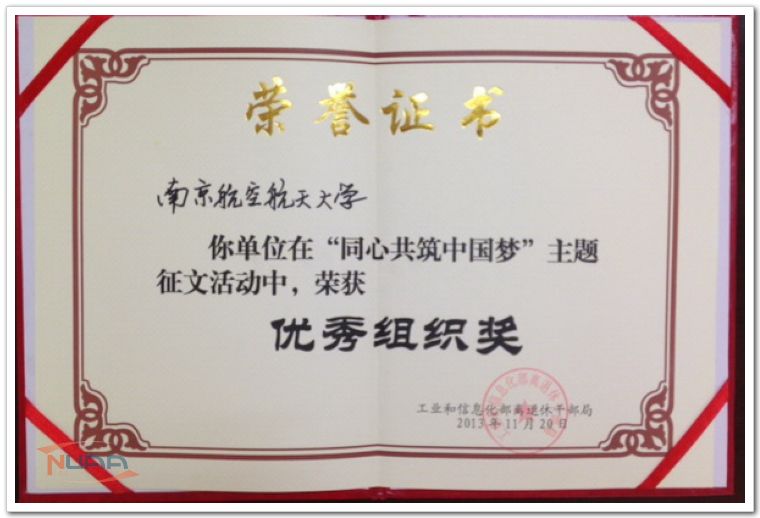 荣誉证书
南京航空航天大学
你单位在“同心共筑中国梦”主题
征文活动中，荣获
优秀组织奖
工业和信息化部离退休干部局
2013年11月20日
NUAA